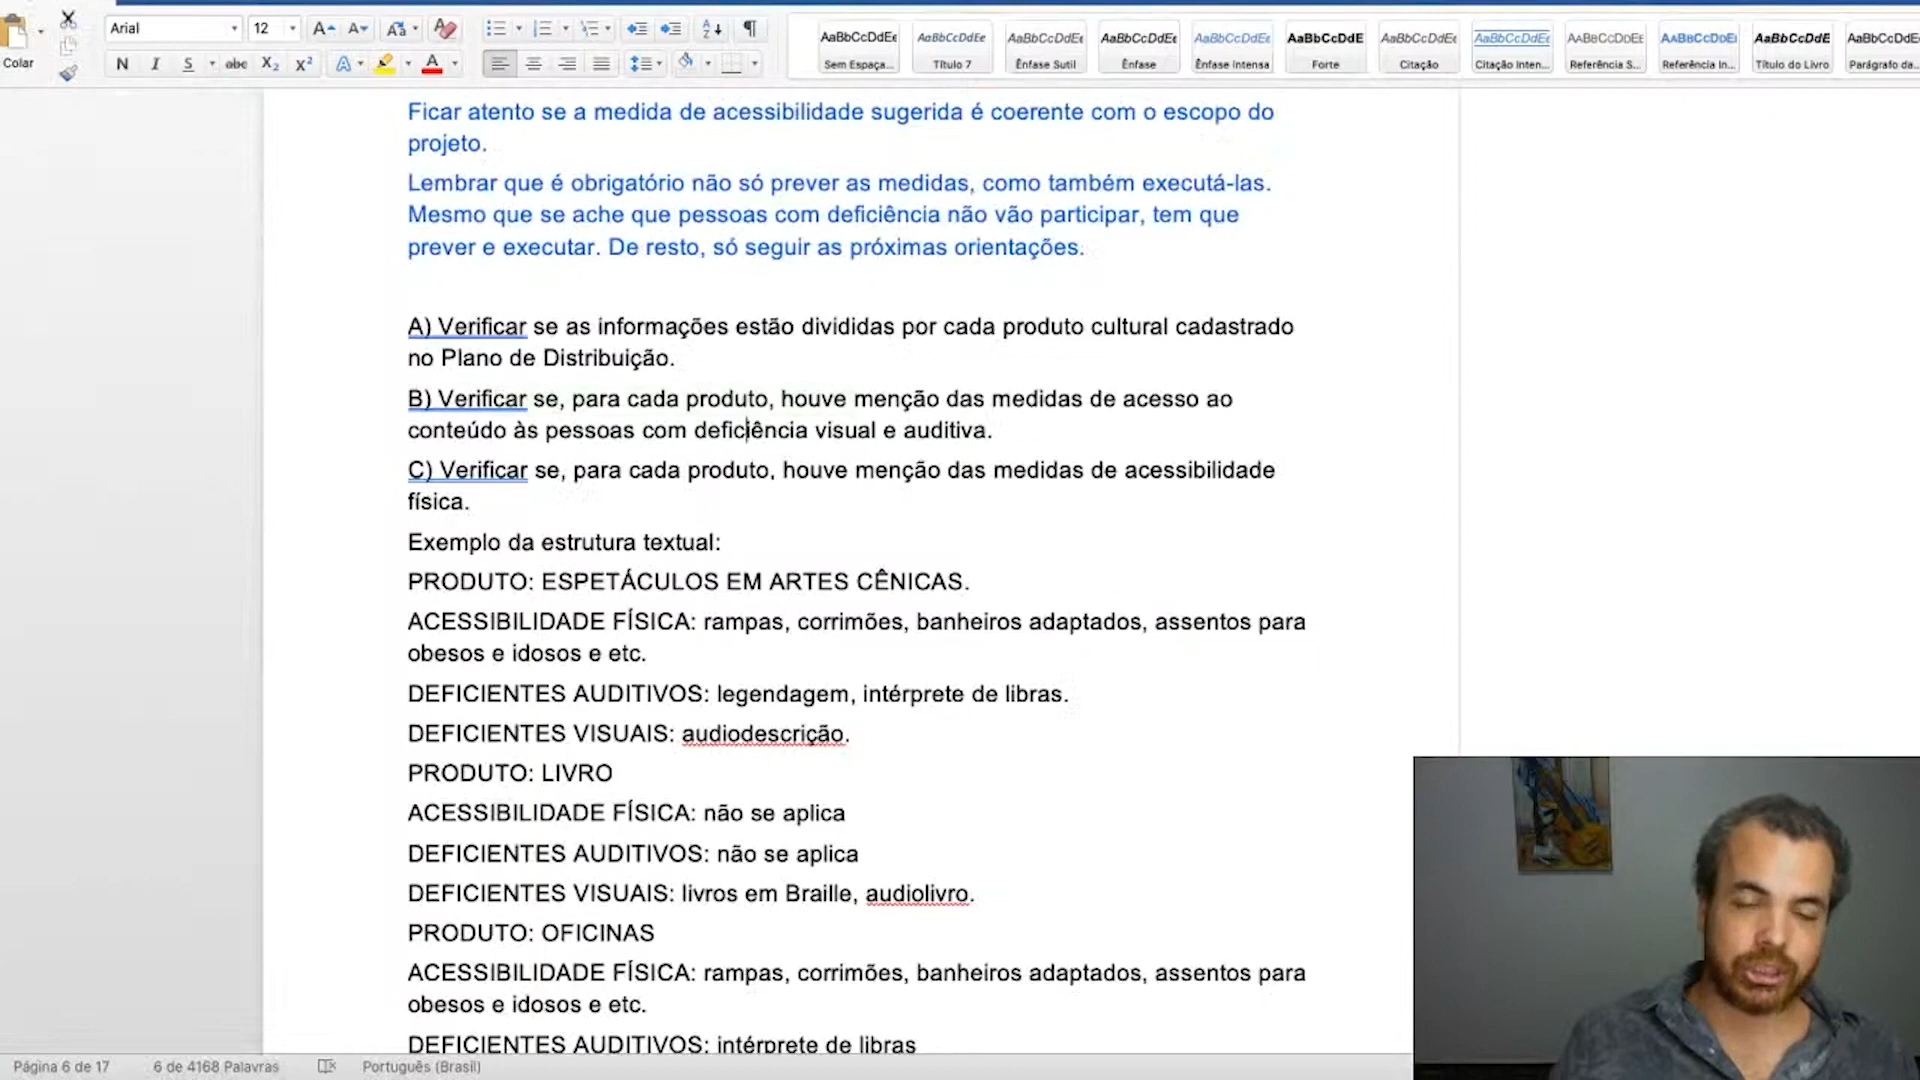 Arial
12
Colar
N I S abc X₂ X²
AaBbCcDdEe AaBbCcDdEe AaBbCcDdEe AaBbCcDdEe AaBbCcDdEe AaBbCcDdE AaBbCcDdEe AaBbCcDdEe AaBbCcDdEe AaBbCcDdEe AaBbCcDdE AaBbCcDdEe
Sem Espaça... Título 7 Ênfase Sutil Ênfase Ênfase Intensa Forte Citação Citação Inten... Referência S... Referência In... Título do Livro Parágrafo da...
Ficar atento se a medida de acessibilidade sugerida é coerente com o escopo do
projeto.
Lembrar que é obrigatório não só prever as medidas, como também executá-las.
Mesmo que se ache que pessoas com deficiência não vão participar, tem que
prever e executar. De resto, só seguir as próximas orientações.
A) Verificar se as informações estão divididas por cada produto cultural cadastrado
no Plano de Distribuição.
B) Verificar se, para cada produto, houve menção das medidas de acesso ao
conteúdo às pessoas com deficiência visual e auditiva.
C) Verificar se, para cada produto, houve menção das medidas de acessibilidade
física.
Exemplo da estrutura textual:
PRODUTO: ESPETÁCULOS EM ARTES CÊNICAS.
ACESSIBILIDADE FÍSICA: rampas, corrimões, banheiros adaptados, assentos para
obesos e idosos e etc.
DEFICIENTES AUDITIVOS: legendagem, intérprete de libras.
DEFICIENTES VISUAIS: audiodescrição.
PRODUTO: LIVRO
ACESSIBILIDADE FÍSICA: não se aplica
DEFICIENTES AUDITIVOS: não se aplica
DEFICIENTES VISUAIS: livros em Braille, audiolivro.
PRODUTO: OFICINAS
ACESSIBILIDADE FÍSICA: rampas, corrimões, banheiros adaptados, assentos para
obesos e idosos e etc.
DEFICIENTES AUDITIVOS: intérprete de libras
Página 6 de 17 6 de 4168 Palavras Português (Brasil)